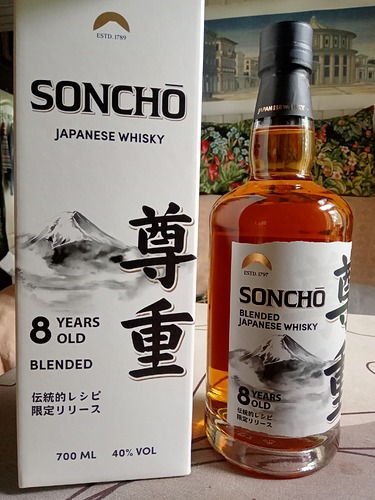 ESTD. 1789
SONCHŌ
JAPANESE WHISKY
尊重
8 YEARS
OLD
BLENDED
伝統的レシピ
限定リリース
700 ML 40% VOL
JAPANESE WHISKY
ESTD. 1797
SONCHŌ
BLENDED
JAPANESE WHISKY
尊重
8 YEARS
OLD
伝統的レシピ
限定リリース